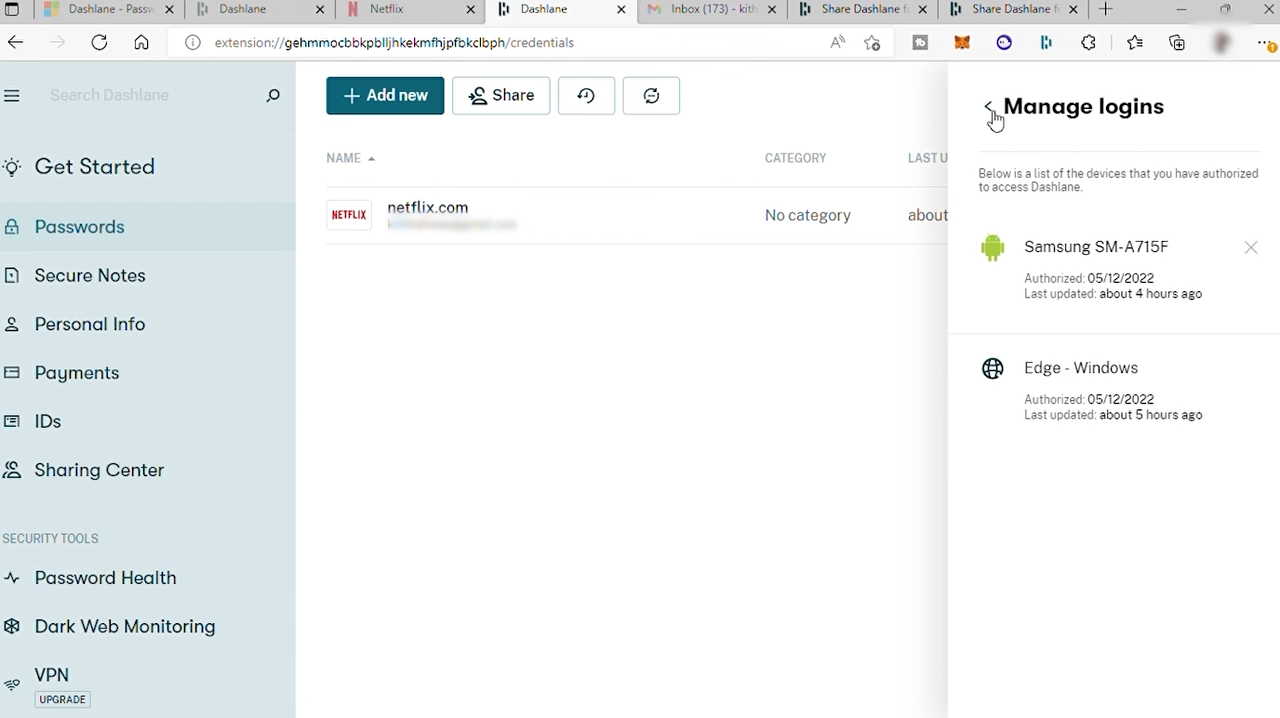 Dashlane - Passw
Dashlane
Netflix
Dashlane
Inbox (173) - kith
Share Dashlane f
Share Dashlane f
extension://gehmmocbbkpblljhkekmfhjpfbkclbph/credentials
Search Dashlane
Get Started
Passwords
Secure Notes
Personal Info
Payments
IDs
Sharing Center
SECURITY TOOLS
Password Health
Dark Web Monitoring
VPN
UPGRADE
+ Add new
Share
NAME
CATEGORY
LAST U
NETFLIX
netflix.com
No category
about
Manage logins
Below is a list of the devices that you have authorized
to access Dashlane.
Samsung SM-A715F
Authorized: 05/12/2022
Last updated: about 4 hours ago
Edge - Windows
Authorized: 05/12/2022
Last updated: about 5 hours ago